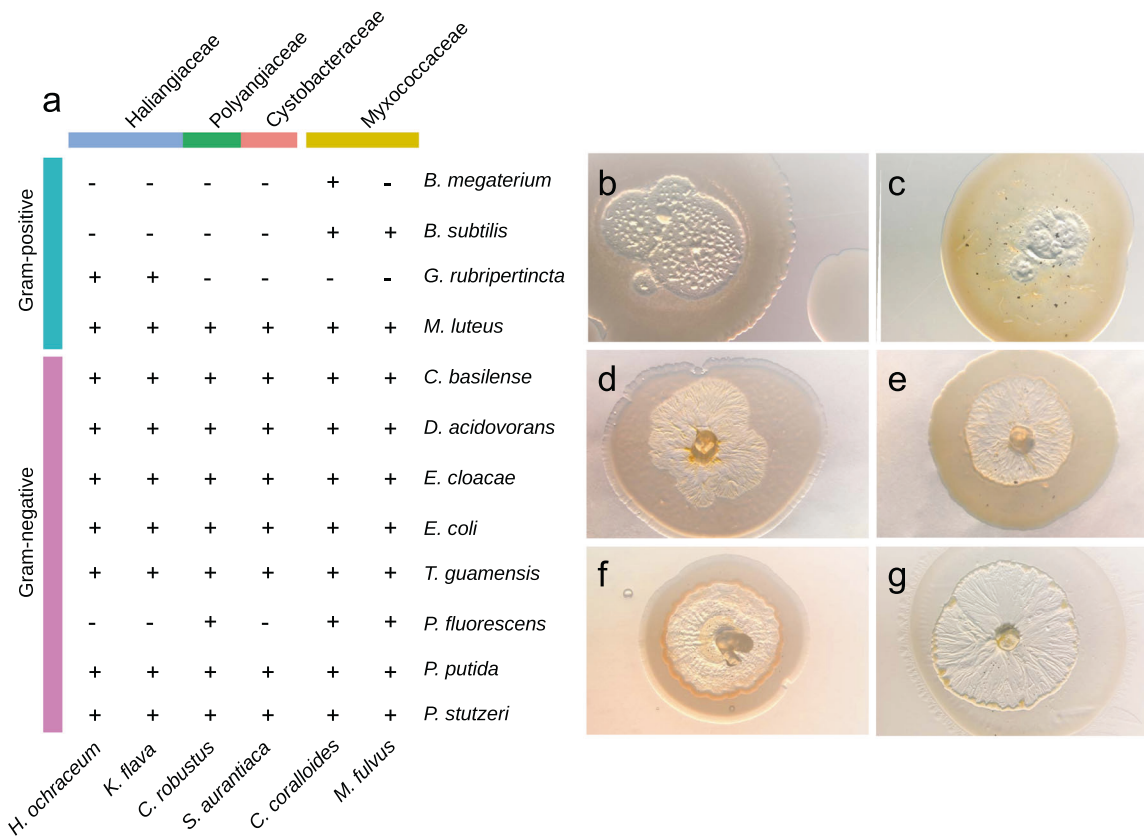 a
Haliangiaceae
Polyangiaceae
Cystobacteraceae
Myxococcaceae
Gram-positive
- - - - + - B. megaterium
- - - - + + B. subtilis
+ + - - - - G. rubripertincta
+ + + + + + M. luteus
Gram-negative
+ + + + + + C. basilense
+ + + + + + D. acidovorans
+ + + + + + E. cloacae
+ + + + + + E. coli
+ + + + + + T. guamensis
- - + - + + P. fluorescens
+ + + + + + P. putida
+ + + + + + P. stutzeri
H. ochraceum
K. flava
C. robustus
S. aurantiaca
C. coralloides
M. fulvus
b
c
d
e
f
g